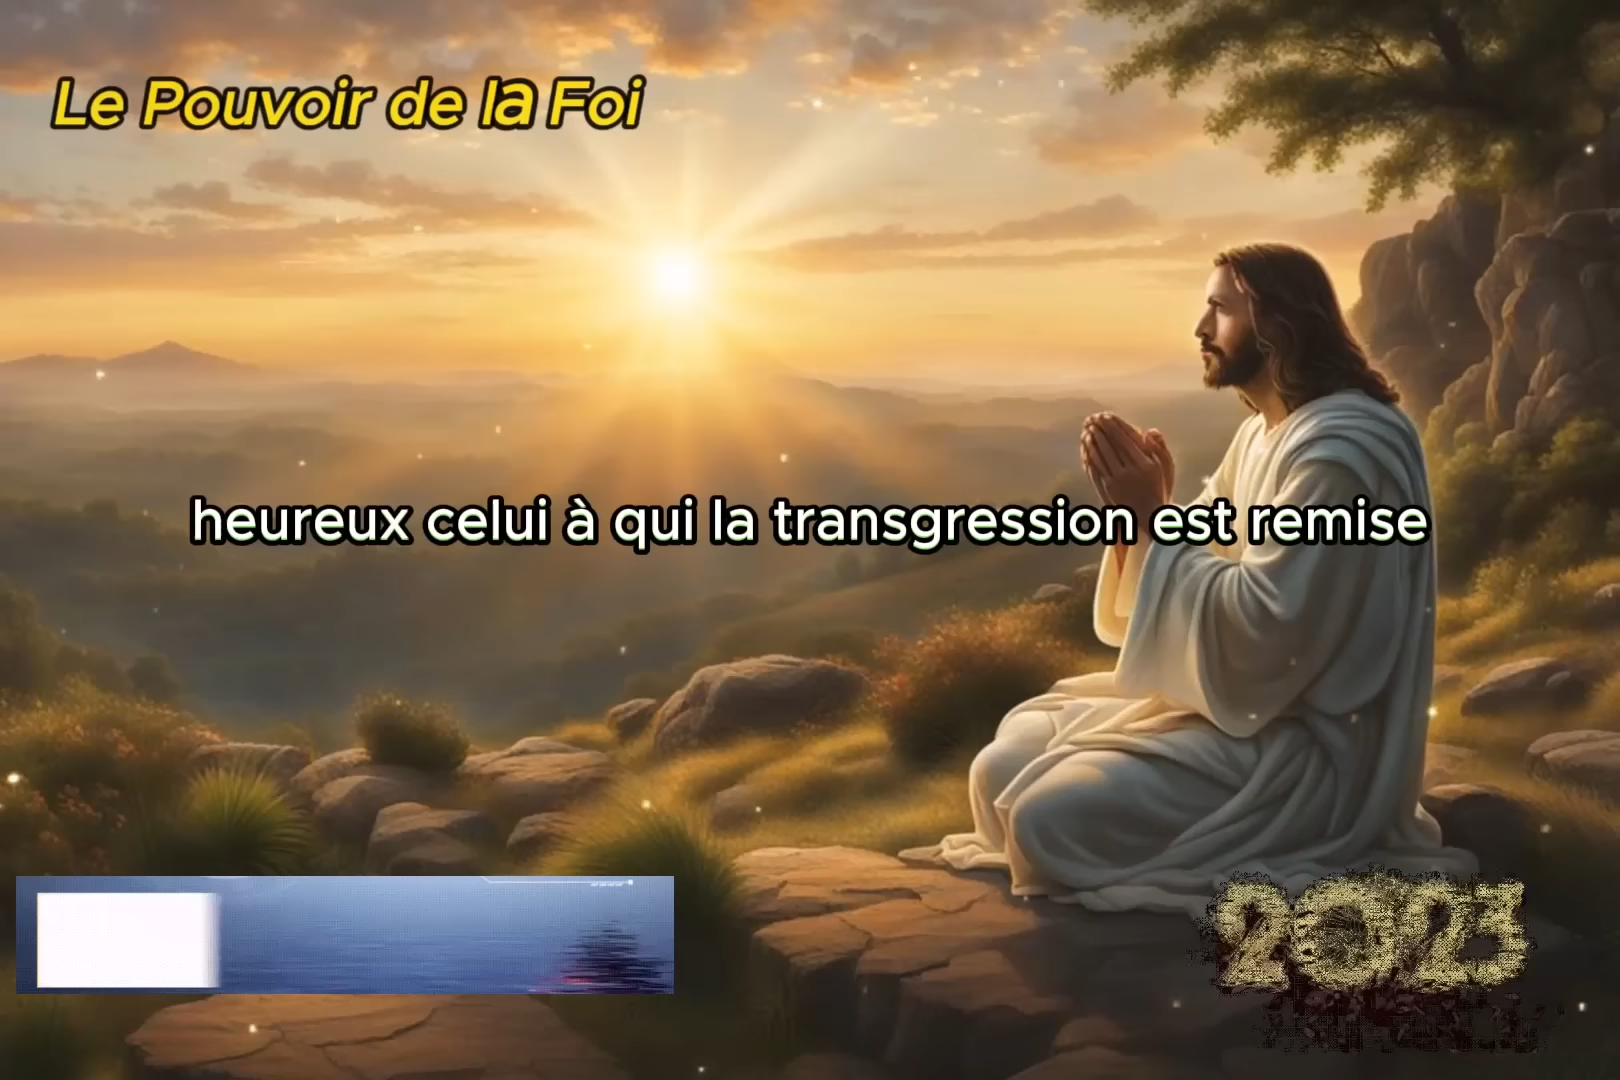 Le Pouvoir de la Foi
heureux celui à qui la transgression est remise
2023